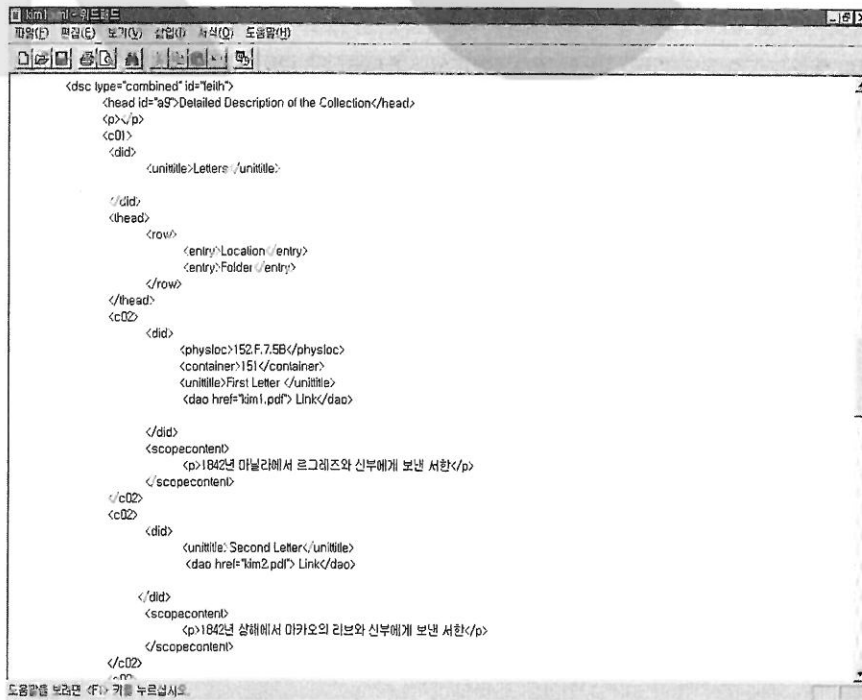 kim1.xml - 워드패드
파일(F) 편집(E) 보기(V) 삽입(I) 서식(O) 도움말(H)
<dsc type="combined" id="leith">
<head id="a9">Detailed Description of the Collection</head>
<p></p>
<c01>
<did>
<unittitle>Letters</unittitle>
</did>
<thead>
<row>
<entry>Location</entry>
<entry>Folder</entry>
</row>
</thead>
<c02>
<did>
<physloc>152.F.7.5B</physloc>
<container>151</container>
<unittitle>First Letter </unittitle>
<dao href="kim1.pdf"> Link</dao>
</did>
<scopecontent>
<p>1842년 마닐라에서 르그레즈와 신부에게 보낸 서한</p>
</scopecontent>
</c02>
<c02>
<did>
<unittitle>Second Letter</unittitle>
<dao href="kim2.pdf"> Link</dao>
</did>
<scopecontent>
<p>1842년 상해에서 마카오의 리브와 신부에게 보낸 서한</p>
</scopecontent>
</c02>
도움말을 보려면 <F1> 키를 누르십시오.